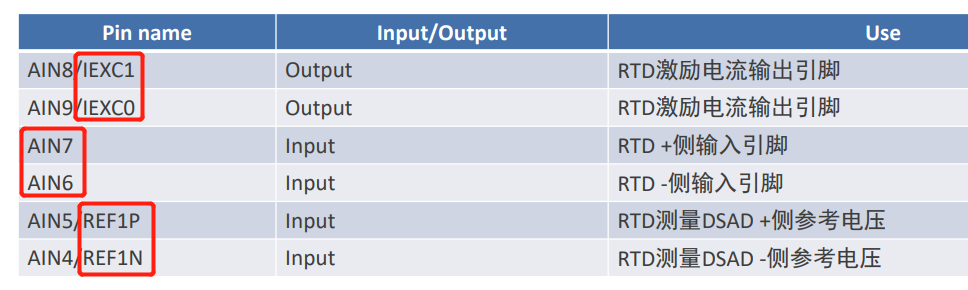 Pin name Input/Output Use
AIN8/IEXC1 Output RTD激励电流输出引脚
AIN9/IEXC0 Output RTD激励电流输出引脚
AIN7 Input RTD +侧输入引脚
AIN6 Input RTD -侧输入引脚
AIN5/REF1P Input RTD测量DSAD +侧参考电压
AIN4/REF1N Input RTD测量DSAD -侧参考电压